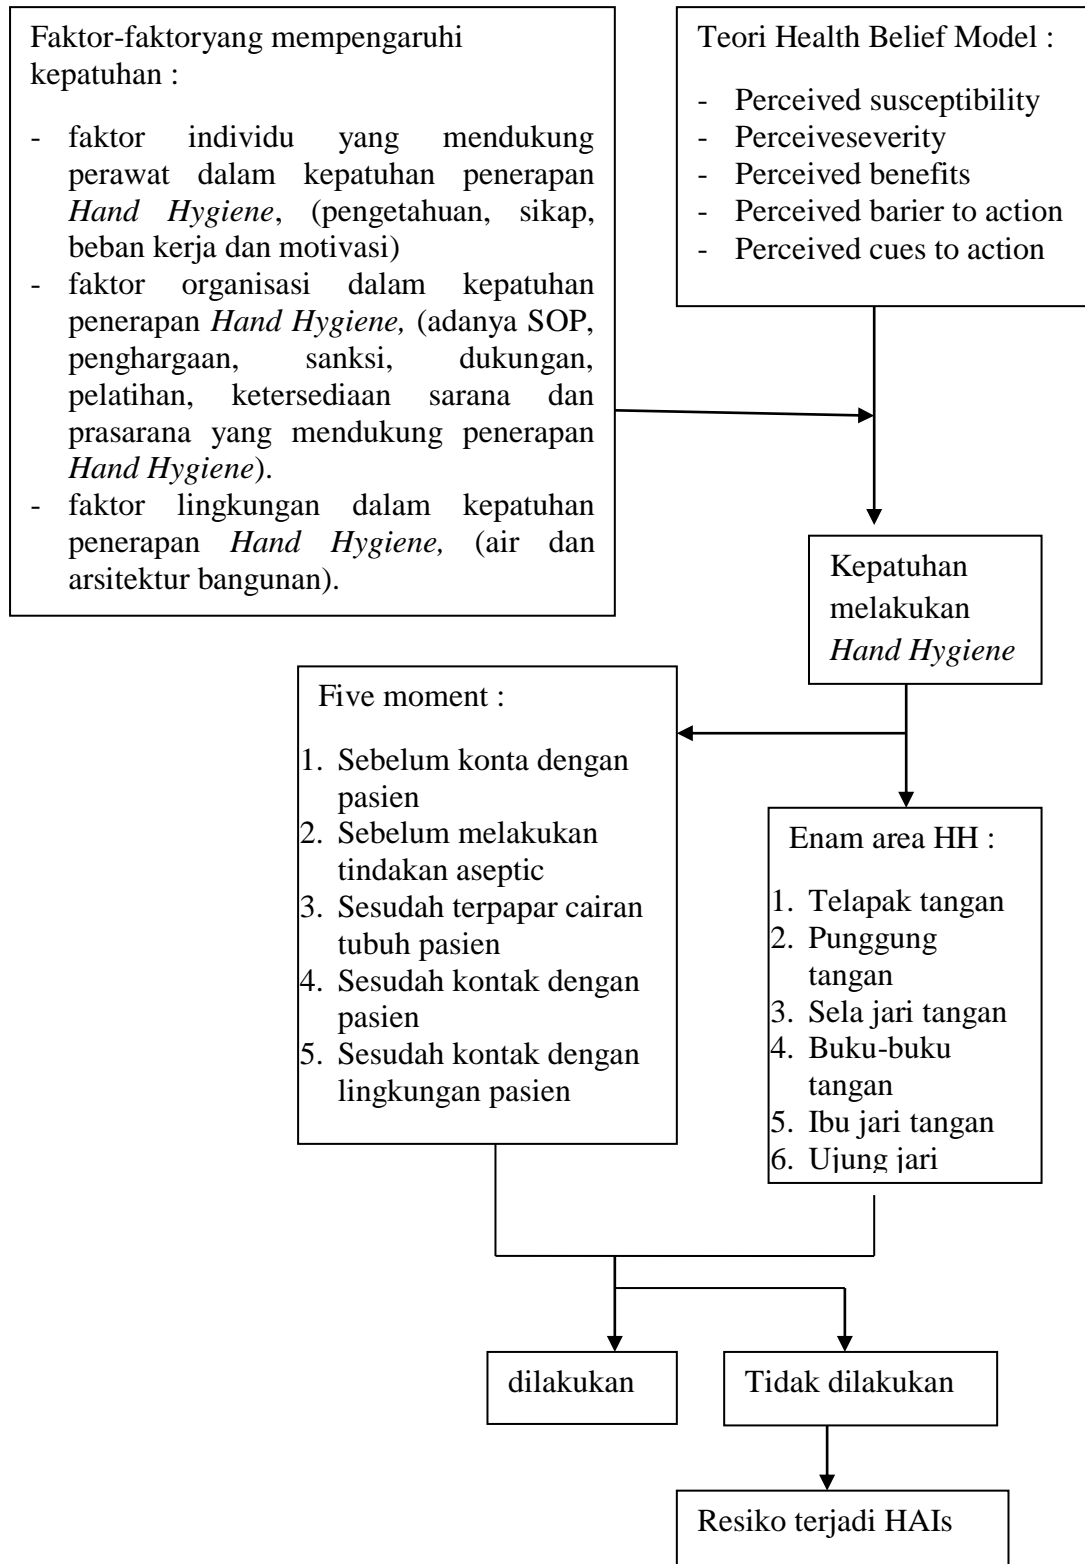 Faktor-faktoryang mempengaruhi
kepatuhan :
- faktor individu yang mendukung
perawat dalam kepatuhan penerapan
Hand Hygiene, (pengetahuan, sikap,
beban kerja dan motivasi)
- faktor organisasi dalam kepatuhan
penerapan Hand Hygiene, (adanya SOP,
penghargaan, sanksi, dukungan,
pelatihan, ketersediaan sarana dan
prasarana yang mendukung penerapan
Hand Hygiene).
- faktor lingkungan dalam kepatuhan
penerapan Hand Hygiene, (air dan
arsitektur bangunan).
Teori Health Belief Model :
- Perceived susceptibility
- Perceiveseverity
- Perceived benefits
- Perceived barier to action
- Perceived cues to action
Kepatuhan
melakukan
Hand Hygiene
Five moment :
1. Sebelum konta dengan
pasien
2. Sebelum melakukan
tindakan aseptic
3. Sesudah terpapar cairan
tubuh pasien
4. Sesudah kontak dengan
pasien
5. Sesudah kontak dengan
lingkungan pasien
Enam area HH :
1. Telapak tangan
2. Punggung
tangan
3. Sela jari tangan
4. Buku-buku
tangan
5. Ibu jari tangan
6. Ujung jari
dilakukan
Tidak dilakukan
Resiko terjadi HAIs